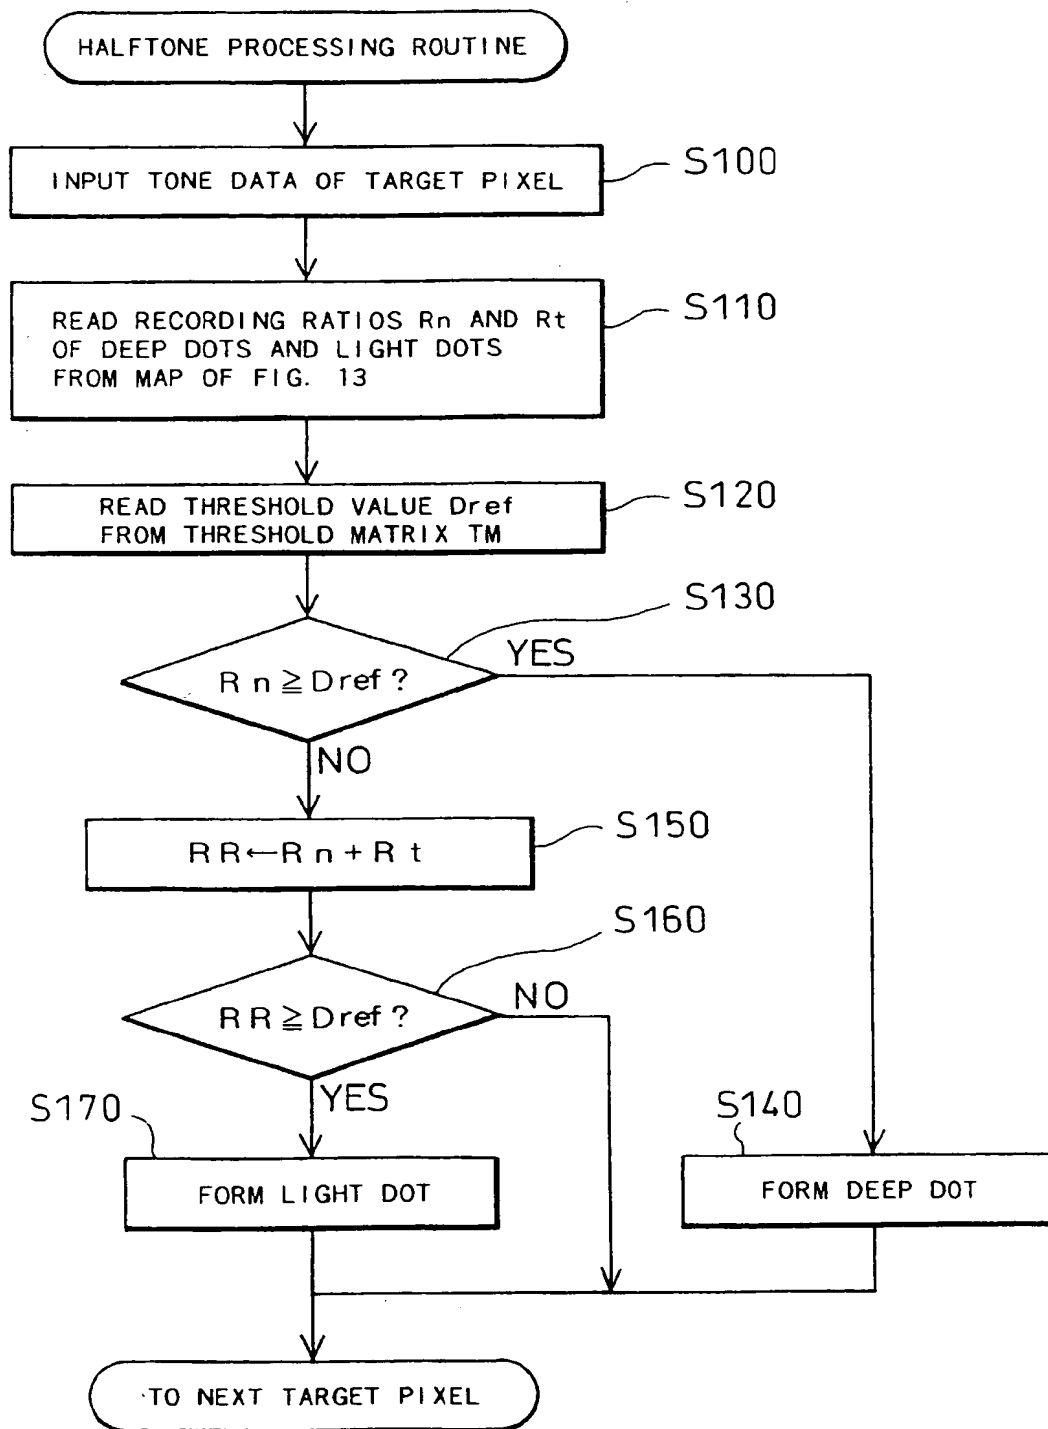 HALFTONE PROCESSING ROUTINE
INPUT TONE DATA OF TARGET PIXEL
S100
READ RECORDING RATIOS Rn AND Rt
OF DEEP DOTS AND LIGHT DOTS
FROM MAP OF FIG. 13
S110
READ THRESHOLD VALUE Dref
FROM THRESHOLD MATRIX TM
S120
S130
Rn≧Dref?
YES
NO
RR←Rn+Rt
S150
S160
RR≧Dref?
NO
YES
S170
FORM LIGHT DOT
S140
FORM DEEP DOT
TO NEXT TARGET PIXEL